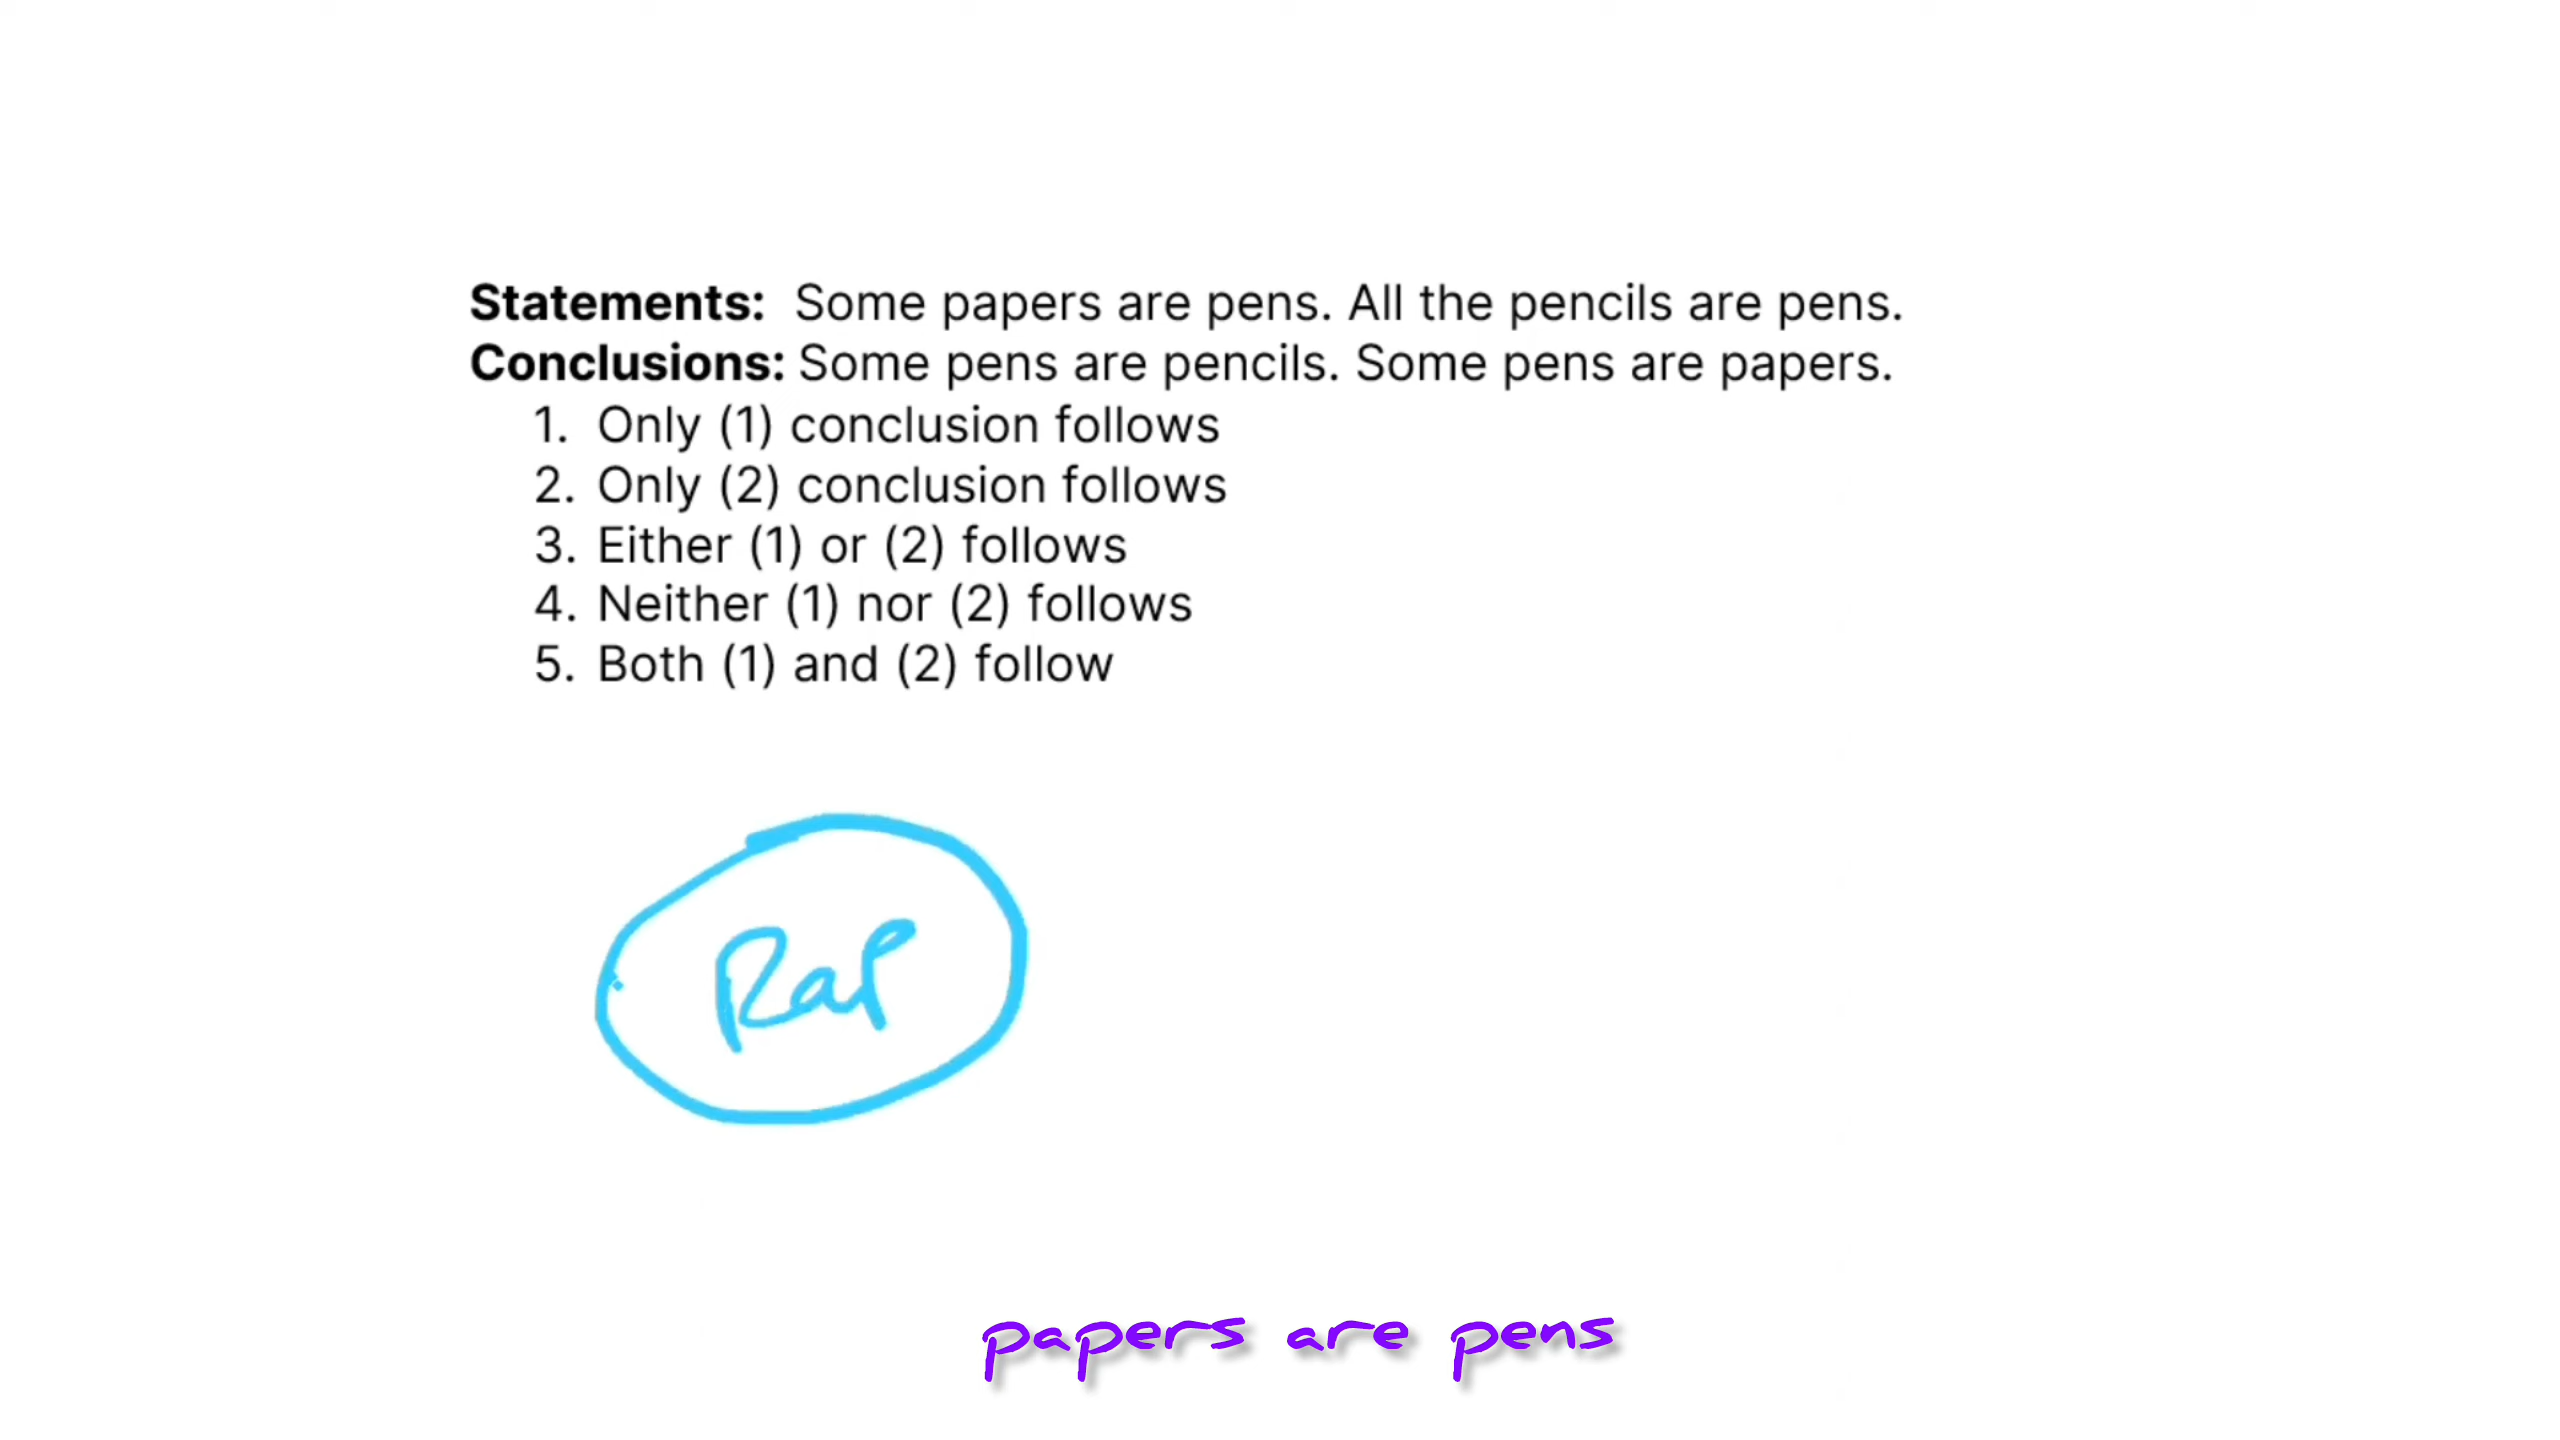 Statements: Some papers are pens. All the pencils are pens.
Conclusions: Some pens are pencils. Some pens are papers.
1. Only (1) conclusion follows
2. Only (2) conclusion follows
3. Either (1) or (2) follows
4. Neither (1) nor (2) follows
5. Both (1) and (2) follow
papers are pens